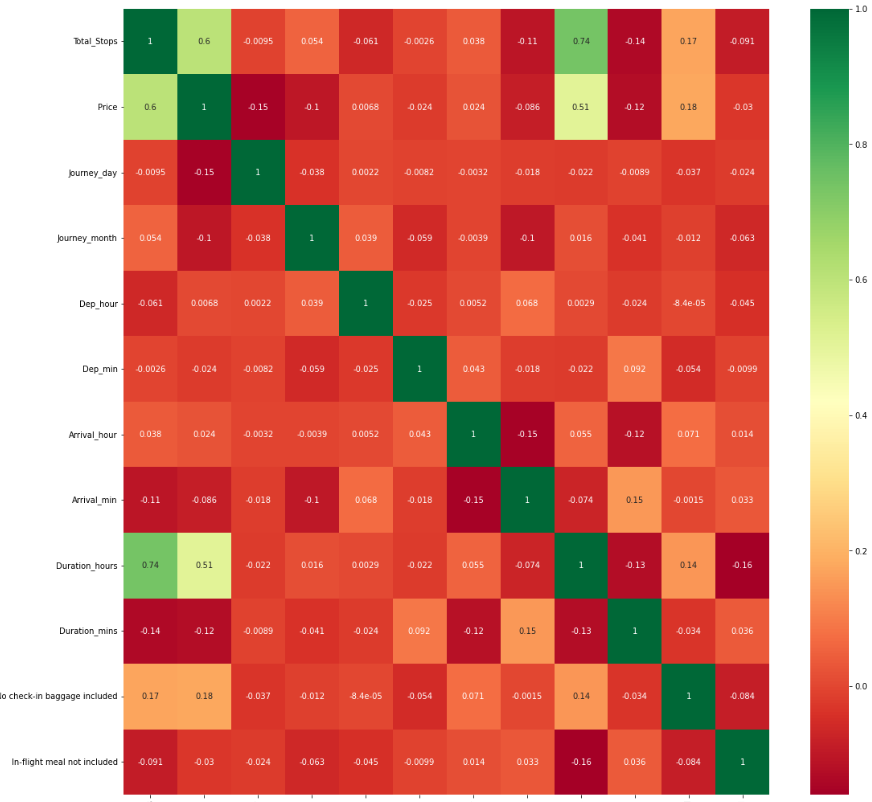 Total_Stops 1 0.6 -0.0095 0.054 -0.061 -0.0026 0.038 -0.11 0.74 -0.14 0.17 -0.091
Price 0.6 1 -0.15 -0.1 0.0068 -0.024 0.024 -0.086 0.51 -0.12 0.18 -0.03
Journey_day -0.0095 -0.15 1 -0.038 0.0022 -0.0082 -0.0032 -0.018 -0.022 -0.0089 -0.037 -0.024
Journey_month 0.054 -0.1 -0.038 1 0.039 -0.059 -0.0039 -0.1 0.016 -0.041 -0.012 -0.063
Dep_hour -0.061 0.0068 0.0022 0.039 1 -0.025 0.0052 0.068 0.0029 -0.024 -8.4e-05 -0.045
Dep_min -0.0026 -0.024 -0.0082 -0.059 -0.025 1 0.043 -0.018 -0.022 0.092 -0.054 -0.0099
Arrival_hour 0.038 0.024 -0.0032 -0.0039 0.0052 0.043 1 -0.15 0.055 -0.12 0.071 0.014
Arrival_min -0.11 -0.086 -0.018 -0.1 0.068 -0.018 -0.15 1 -0.074 0.15 -0.0015 0.033
Duration_hours 0.74 0.51 -0.022 0.016 0.0029 -0.022 0.055 -0.074 1 -0.13 0.14 -0.16
Duration_mins -0.14 -0.12 -0.0089 -0.041 -0.024 0.092 -0.12 0.15 -0.13 1 -0.034 0.036
check-in baggage included 0.17 0.18 -0.037 -0.012 -8.4e-05 -0.054 0.071 -0.0015 0.14 -0.034 1 -0.084
In-flight meal not included -0.091 -0.03 -0.024 -0.063 -0.045 -0.0099 0.014 0.033 -0.16 0.036 -0.084 1
1.0
0.8
0.6
0.4
0.2
0.0